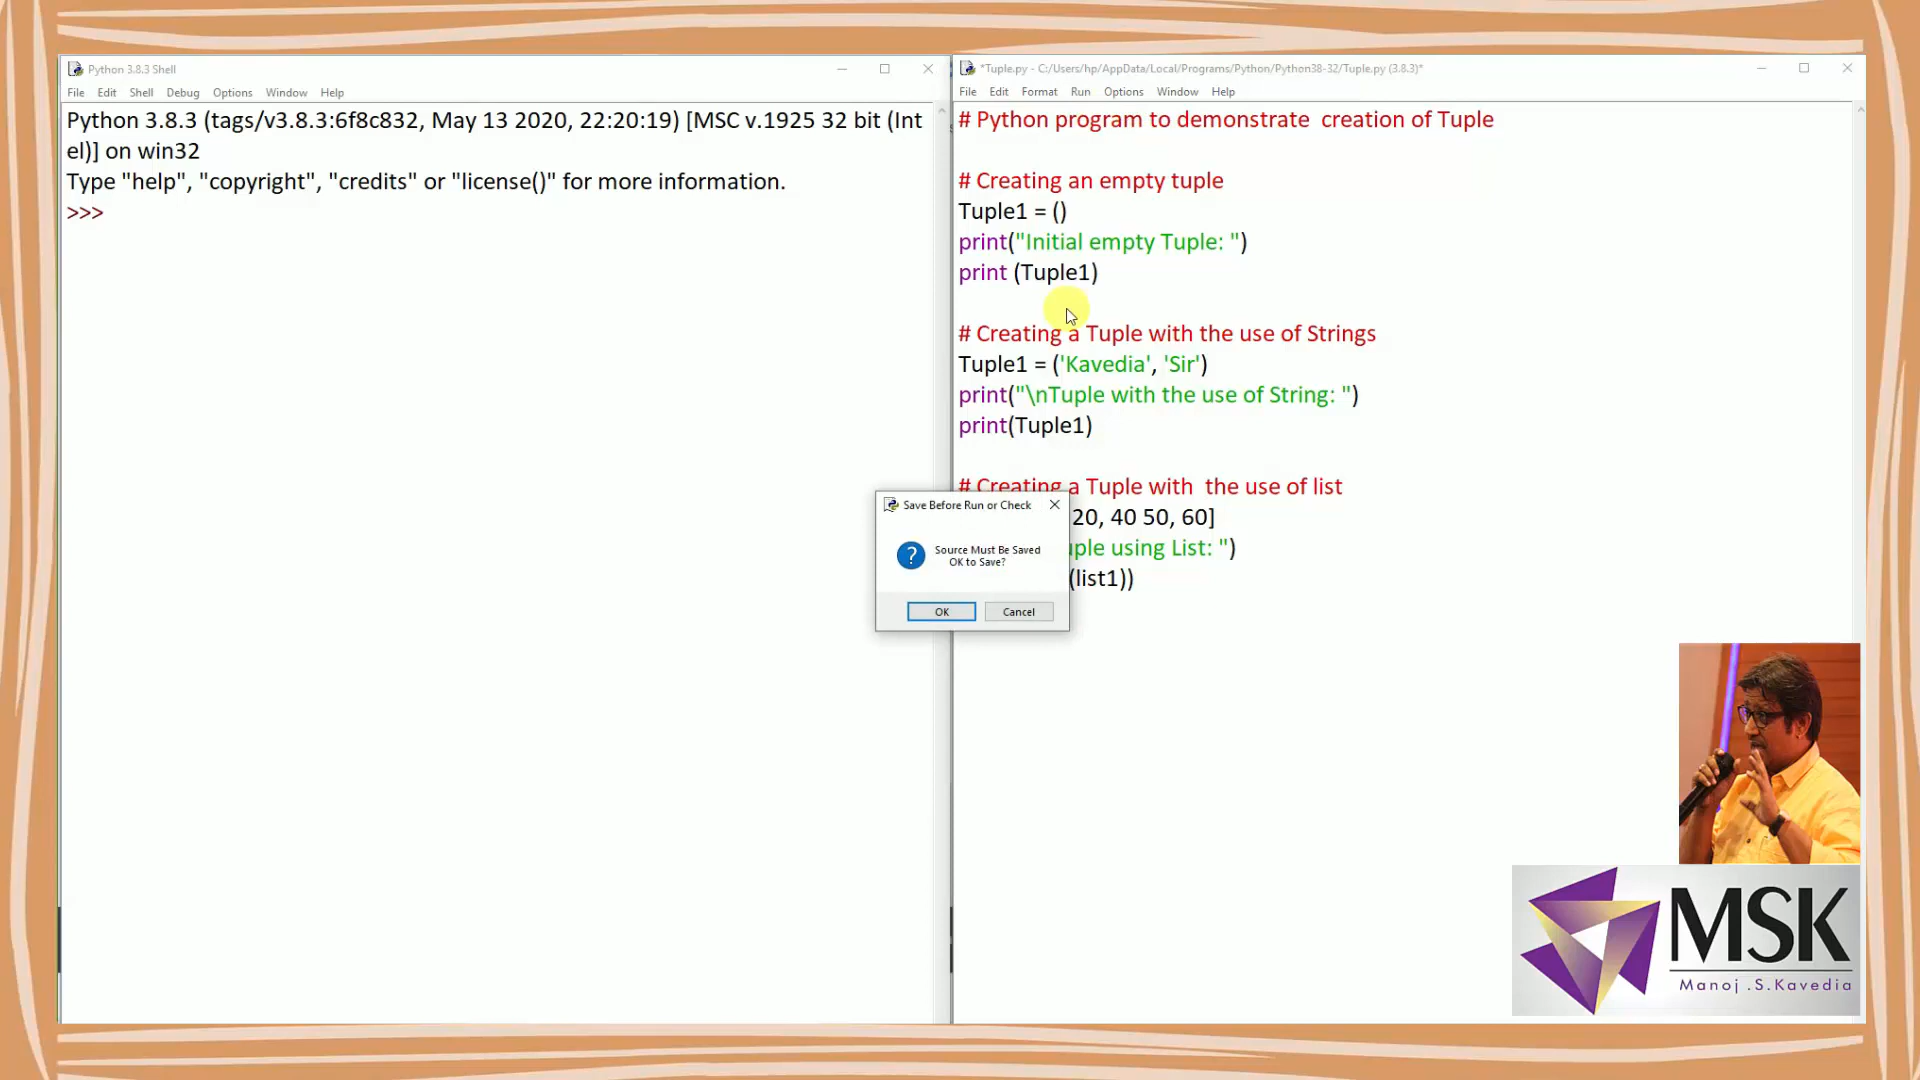 Python 3.8.3 Shell
File Edit Shell Debug Options Window Help
Python 3.8.3 (tags/v3.8.3:6f8c832, May 13 2020, 22:20:19) [MSC v.1925 32 bit (Int
el)] on win32
Type "help", "copyright", "credits" or "license()" for more information.
>>>
*Tuple.py - C:/Users/hp/AppData/Local/Programs/Python/Python38-32/Tuple.py (3.8.3)*
File Edit Format Run Options Window Help
# Python program to demonstrate  creation of Tuple
# Creating an empty tuple
Tuple1 = ()
print("Initial empty Tuple: ")
print (Tuple1)
# Creating a Tuple with the use of Strings
Tuple1 = ('Kavedia', 'Sir')
print("\nTuple with the use of String: ")
print(Tuple1)
# Creating a Tuple with  the use of list
20, 40 50, 60]
uple using List: ")
(list1))
Save Before Run or Check
Source Must Be Saved
OK to Save?
OK Cancel
MSK
Manoj .S.Kavedia